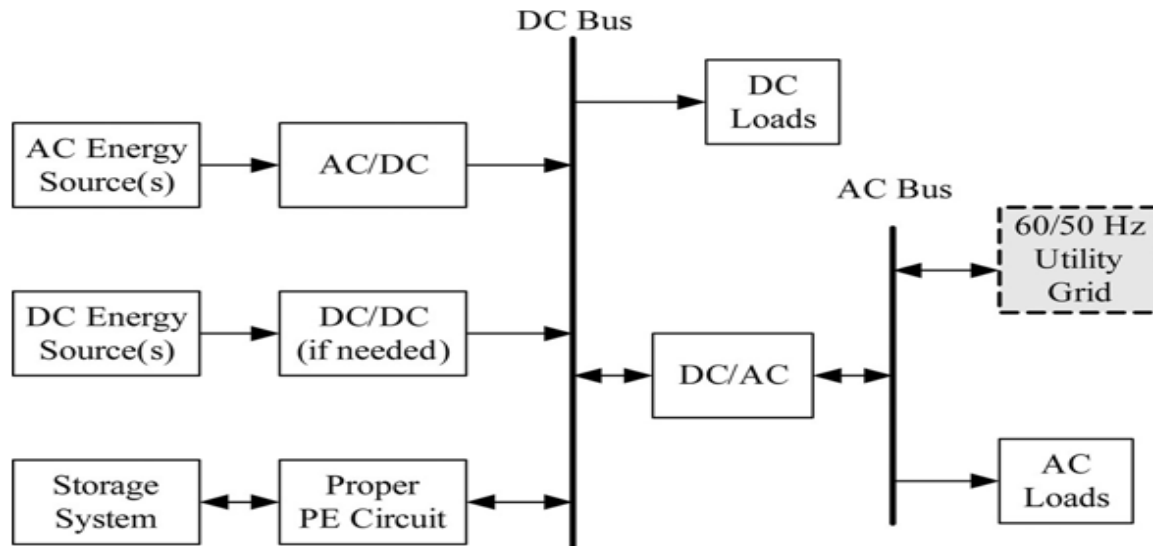 DC Bus
DC
Loads
AC Energy
Source(s)
AC/DC
AC Bus
60/50 Hz
Utility
Grid
DC Energy
Source(s)
DC/DC
(if needed)
DC/AC
Storage
System
Proper
PE Circuit
AC
Loads